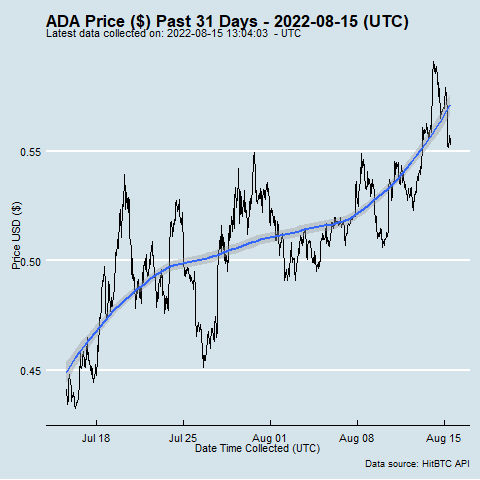 ADA Price ($) Past 31 Days - 2022-08-15 (UTC)
Latest data collected on: 2022-08-15 13:04:03 - UTC
0.55
0.50
0.45
Price USD ($)
Jul 18 Jul 25 Aug 01 Aug 08 Aug 15
Date Time Collected (UTC)
Data source: HitBTC API